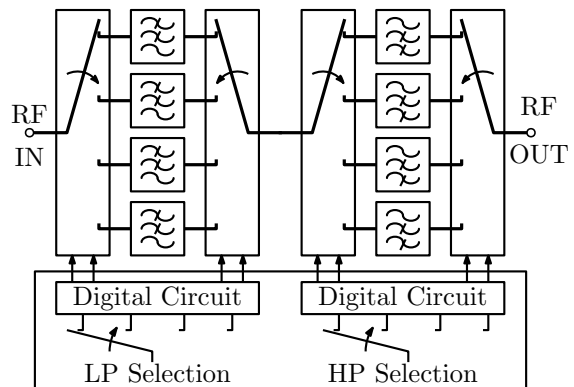 RF
IN
RF
OUT
Digital Circuit
Digital Circuit
LP Selection
HP Selection